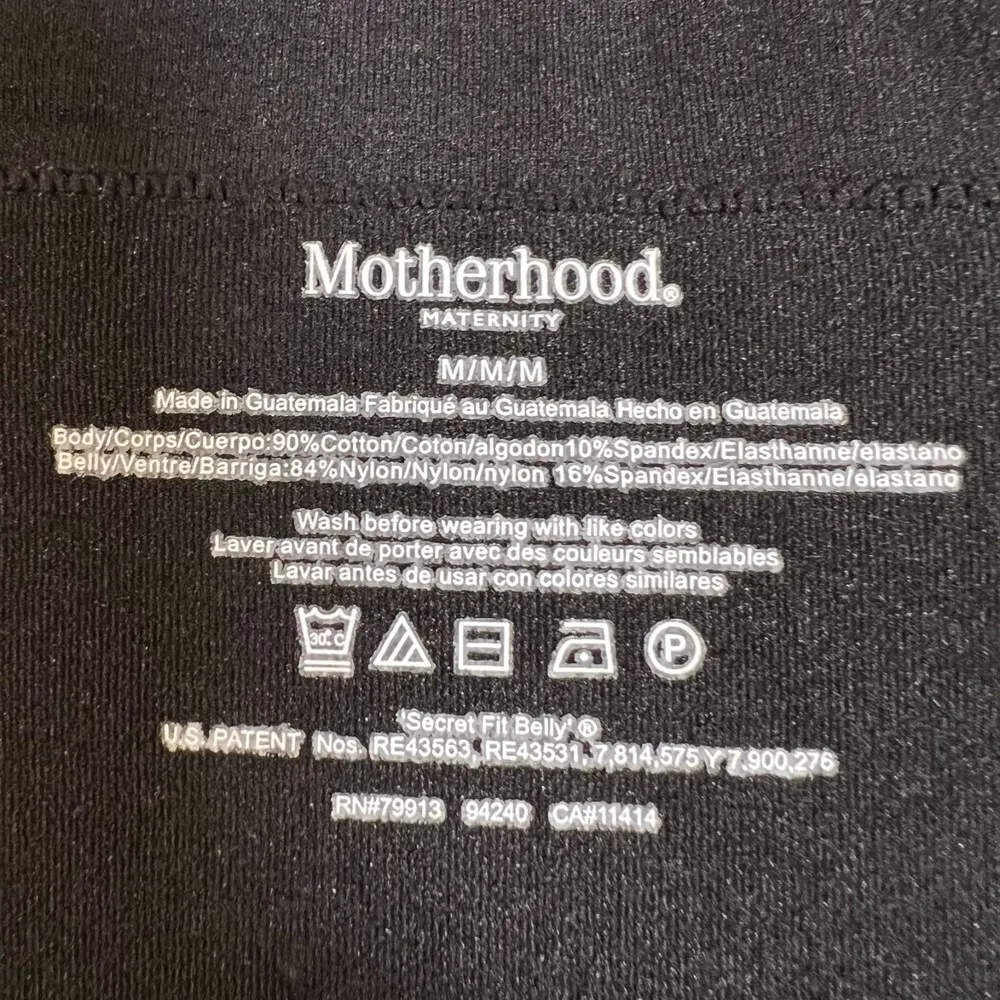 Motherhood®
MATERNITY
M/M/M
Made in Guatemala Fabriqué au Guatemala Hecho en Guatemala
Body/Corps/Cuerpo:90%Cotton/Coton/algodon10%Spandex/Elasthanne/elastano
Belly/Ventre/Barriga:84%Nylon/Nylon/nylon 16%Spandex/Elasthanne/elastano
Wash before wearing with like colors
Laver avant de porter avec des couleurs semblables
Lavar antes de usar con colores similares
30°C P
'Secret Fit Belly' ®
U.S. PATENT Nos. RE43563, RE43531, 7,814,575 Y 7,900,276
RN#79913 94240 CA#11414